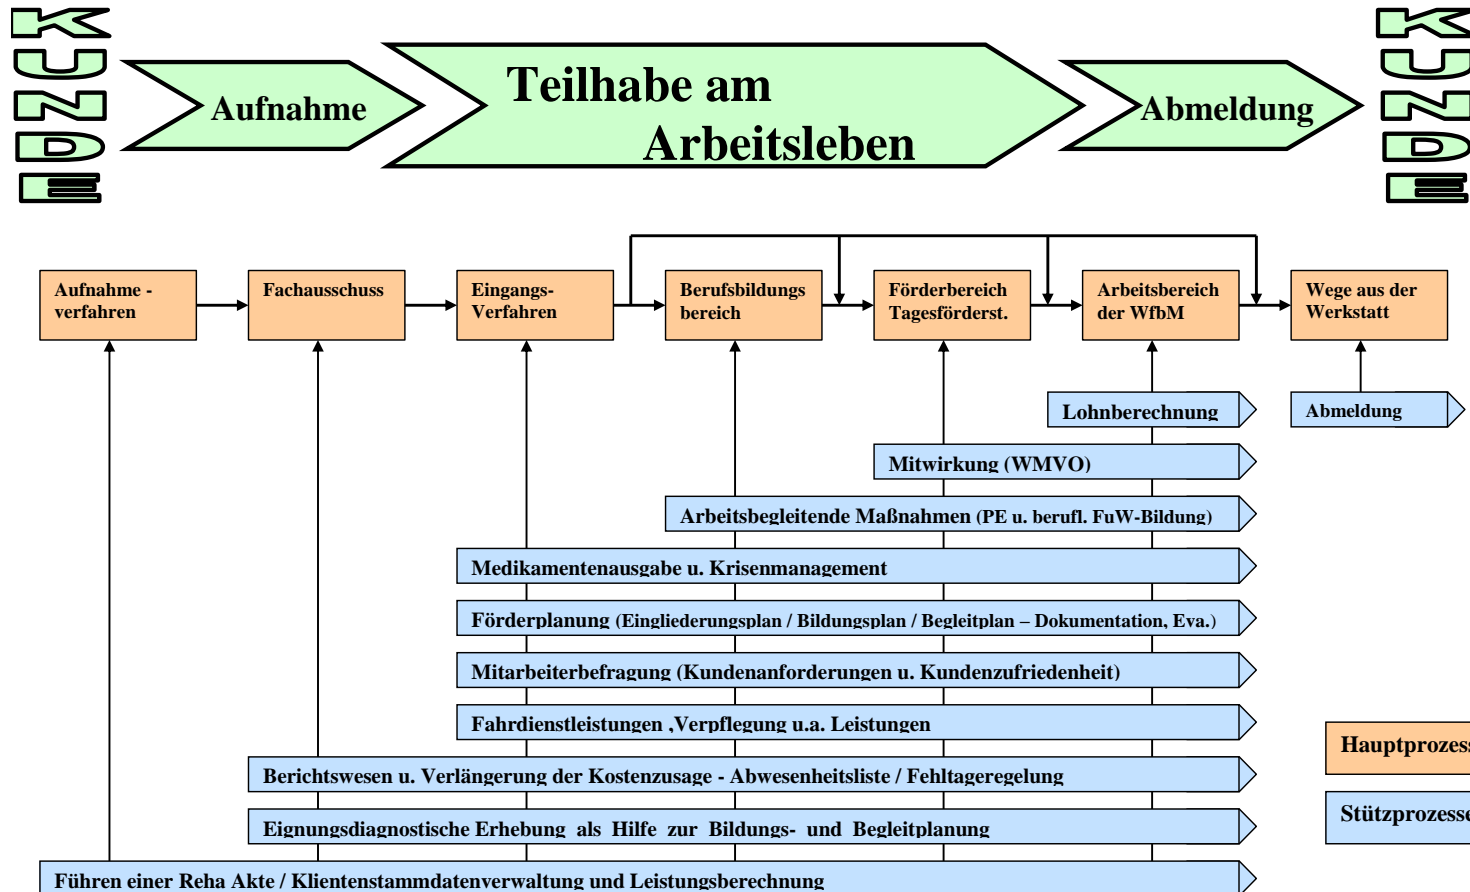 KUNDE
Aufnahme
Teilhabe am
Arbeitsleben
Abmeldung
KUNDE
Aufnahme -
verfahren
Fachausschuss
Eingangs-
Verfahren
Berufsbildungs
bereich
Förderbereich
Tagesförderst.
Arbeitsbereich
der WfbM
Wege aus der
Werkstatt
Lohnberechnung
Abmeldung
Mitwirkung (WMVO)
Arbeitsbegleitende Maßnahmen (PE u. berufl. FuW-Bildung)
Medikamentenausgabe u. Krisenmanagement
Förderplanung (Eingliederungsplan / Bildungsplan / Begleitplan – Dokumentation, Eva.)
Mitarbeiterbefragung (Kundenanforderungen u. Kundenzufriedenheit)
Fahrdienstleistungen ,Verpflegung u.a. Leistungen
Hauptprozess
Berichtswesen u. Verlängerung der Kostenzusage - Abwesenheitsliste / Fehltageregelung
Stützprozesse
Eignungsdiagnostische Erhebung als Hilfe zur Bildungs- und Begleitplanung
Führen einer Reha Akte / Klientenstammdatenverwaltung und Leistungsberechnung